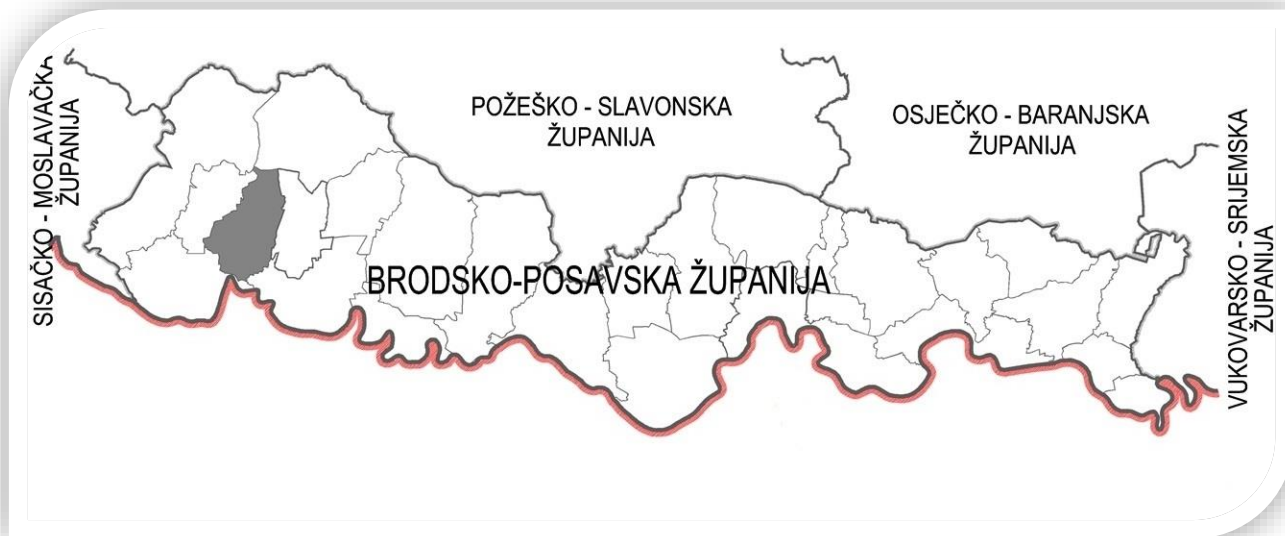 SISAČKO - MOSLAVAČKA
ŽUPANIJA
POŽEŠKO - SLAVONSKA
ŽUPANIJA
OSJEČKO - BARANJSKA
ŽUPANIJA
VUKOVARSKO - SRIJEMSKA
ŽUPANIJA
BRODSKO-POSAVSKA ŽUPANIJA